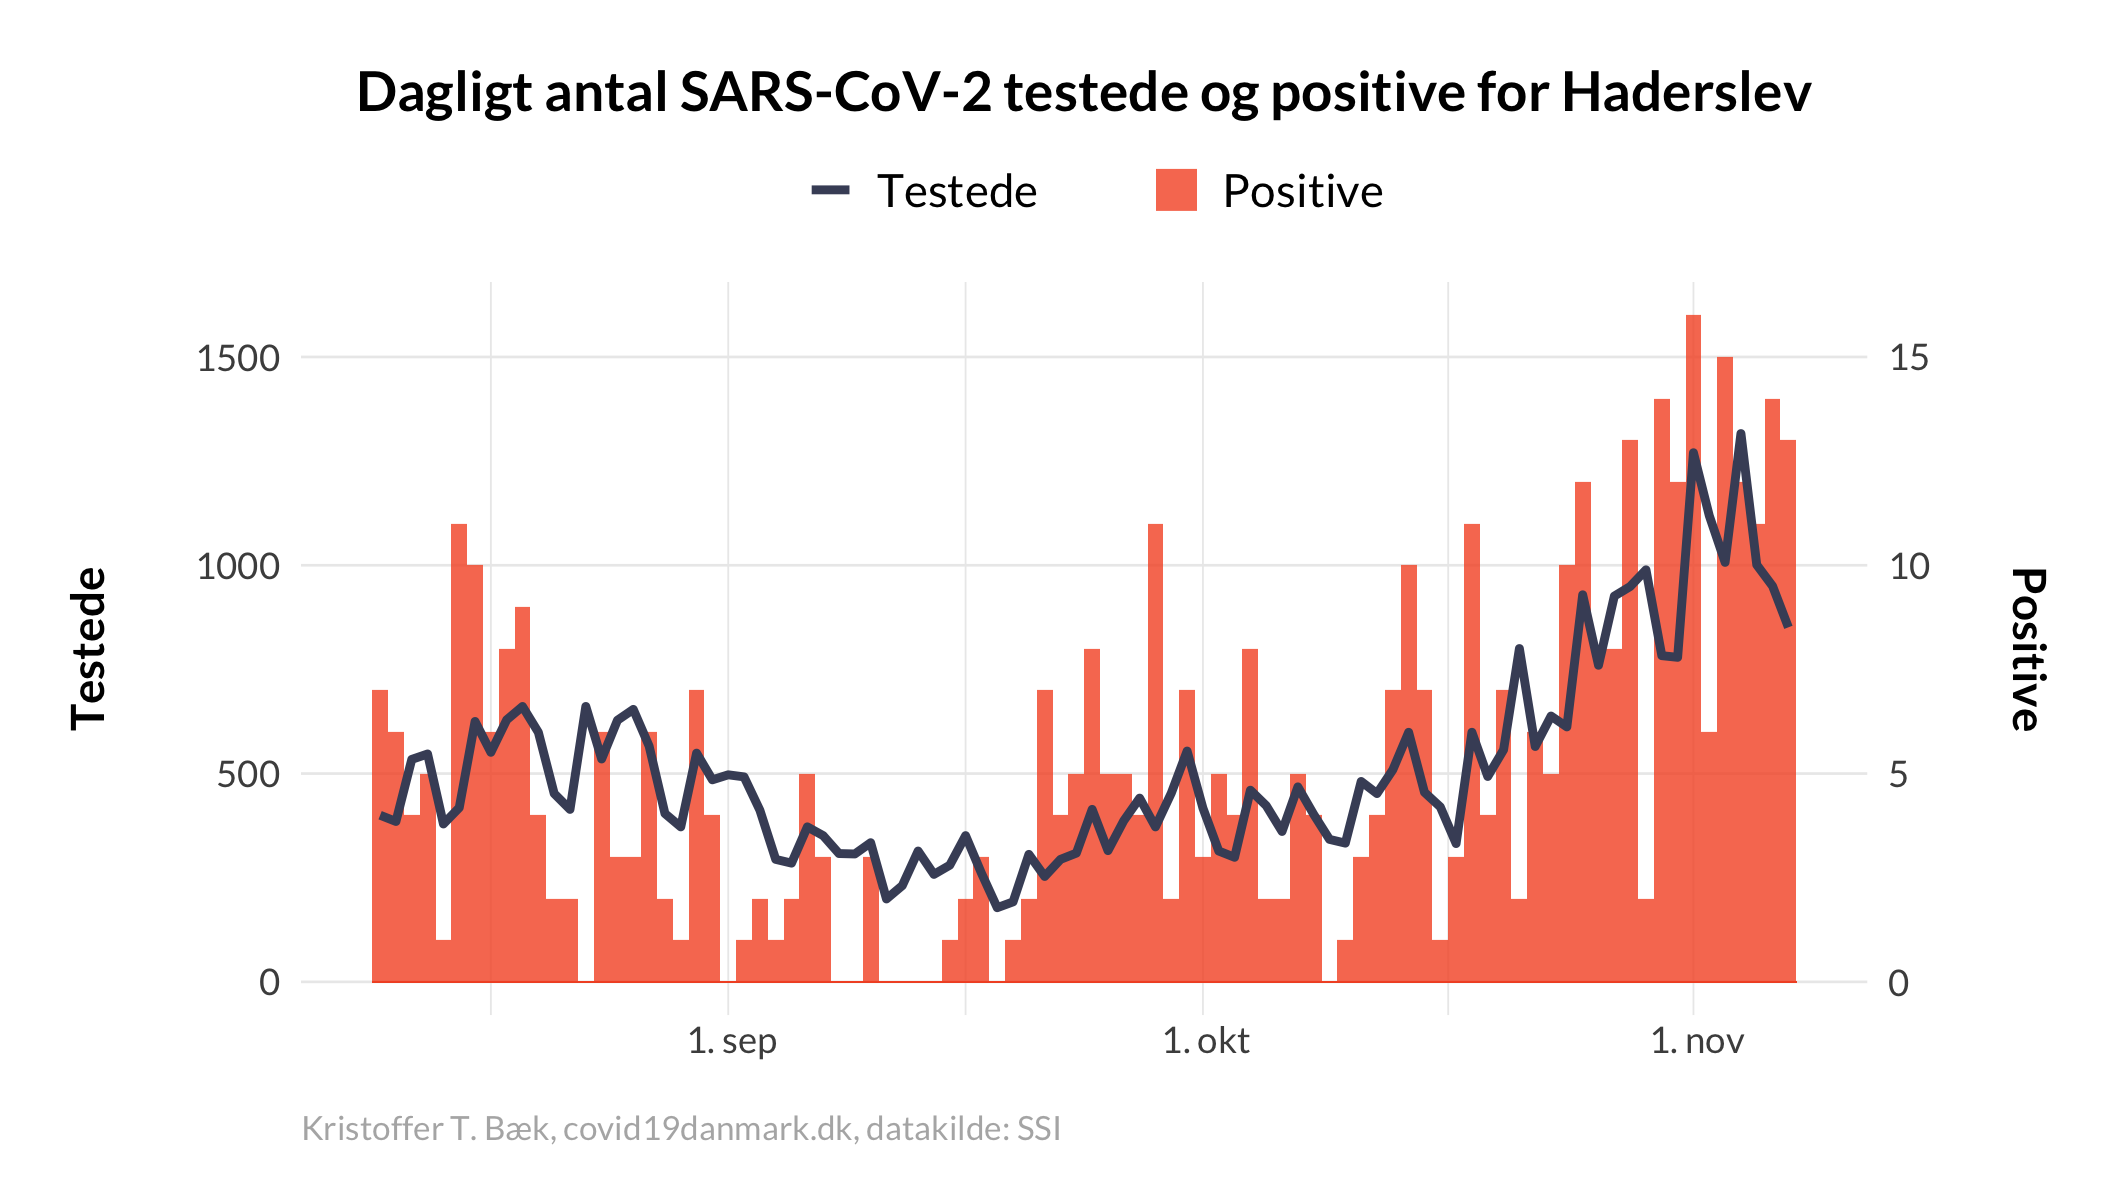 Dagligt antal SARS-CoV-2 testede og positive for Haderslev
Testede
Positive
1500
1000
500
0
15
10
5
0
Testede
Positive
1. sep
1. okt
1. nov
Kristoffer T. Bæk, covid19danmark.dk, datakilde: SSI